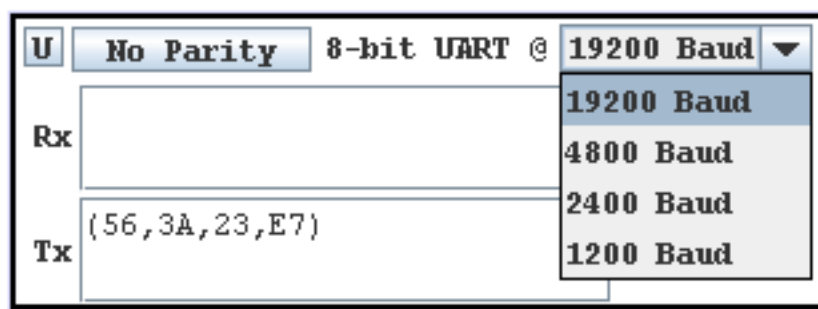 U No Parity 8-bit UART @ 19200 Baud
19200 Baud
Rx
4800 Baud
2400 Baud
(56,3A,23,E7)
Tx
1200 Baud